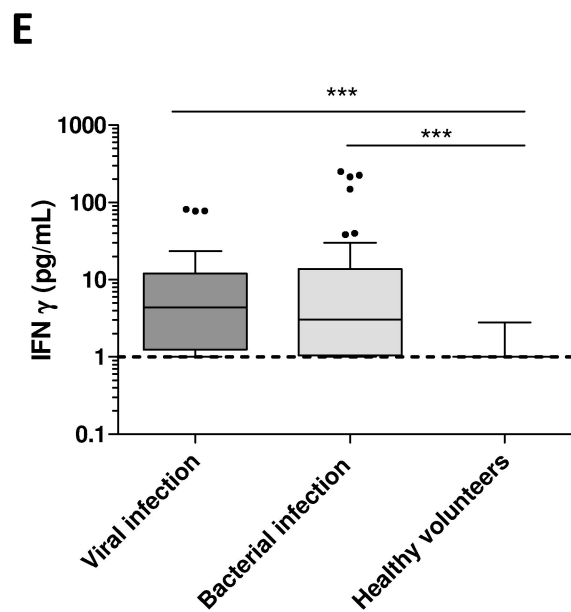 E
***
***
1000
100
10
1
0.1
IFN γ (pg/mL)
Viral infection
Bacterial infection
Healthy volunteers